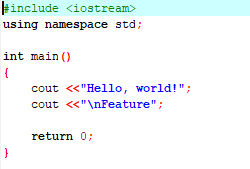 #include <iostream>
using namespace std;

int main()
{
    cout <<"Hello, world!";
    cout <<"\nFeature";

    return 0;
}